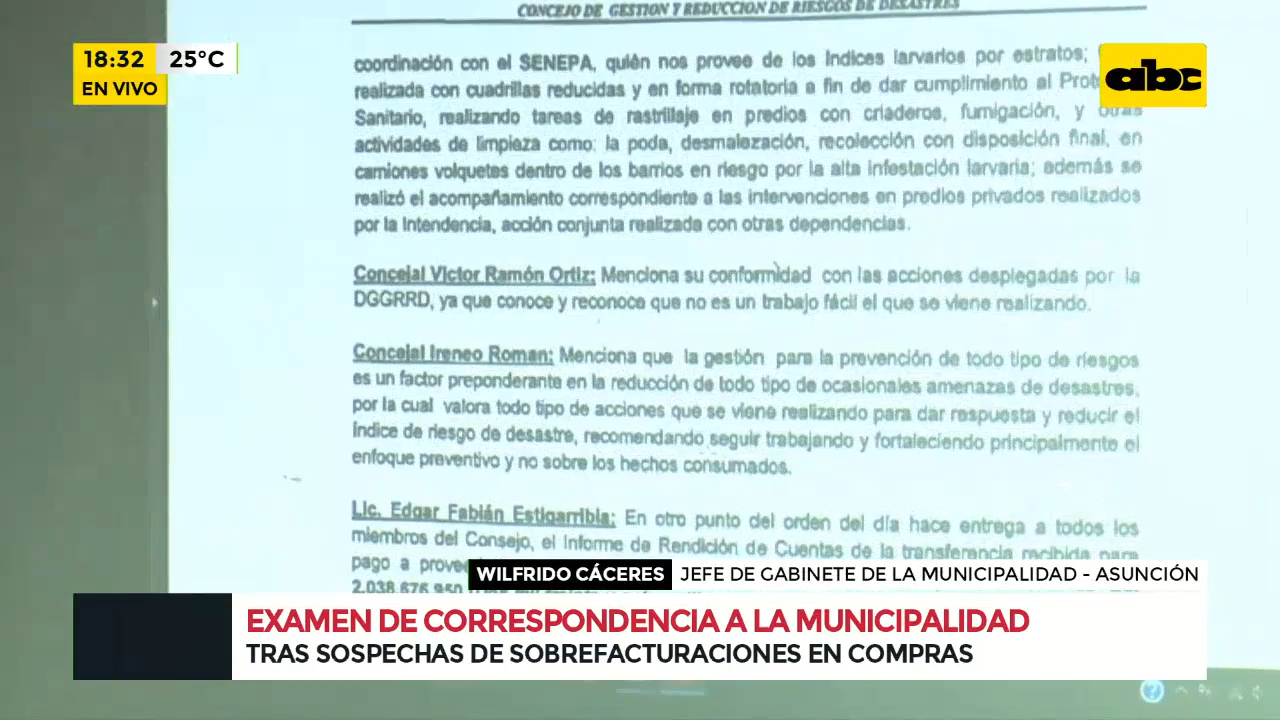 CONCEJO DE GESTION Y REDUCCION DE RIESGOS DE DESASTRES
18:32 25°C
EN VIVO
abc
coordinación con el SENEPA, quién nos provee de los Indices larvarios por estratos;
realizada con cuadrillas reducidas y en forma rotatoria a fin de dar cumplimiento al
Sanitario, realizando tareas de rastrillaje en predios con criaderos, fumigación, y otras
actividades de limpieza como: la poda, desmalezación, recolección con disposición final, en
camiones volquetes dentro de los barrios en riesgo por la alta infestación larvaria; además se
realizó el acompañamiento correspondiente a las intervenciones en predios privados realizados
por la Intendencia, acción conjunta realizada con otras dependencias.
Concejal Victor Ramón Ortiz: Menciona su conformidad con las acciones desplegadas por la
DGGRRD, ya que conoce y reconoce que no es un trabajo fácil el que se viene realizando.
Concejal Ireneo Roman: Menciona que la gestión para la prevención de todo tipo de riesgos
es un factor preponderante en la reducción de todo tipo de ocasionales amenazas de desastres,
por la cual valora todo tipo de acciones que se viene realizando para dar respuesta y reducir el
índice de riesgo de desastre, recomendando seguir trabajando y fortaleciendo principalmente el
enfoque preventivo y no sobre los hechos consumados.
Lic. Edgar Fabián Estigarribia: En otro punto del orden del día hace entrega a todos los
miembros del Consejo, el Informe de Rendición de Cuentas de la transferencia recibida para
pago a
2.038.676.950
WILFRIDO CÁCERES JEFE DE GABINETE DE LA MUNICIPALIDAD - ASUNCIÓN
EXAMEN DE CORRESPONDENCIA A LA MUNICIPALIDAD
TRAS SOSPECHAS DE SOBREFACTURACIONES EN COMPRAS